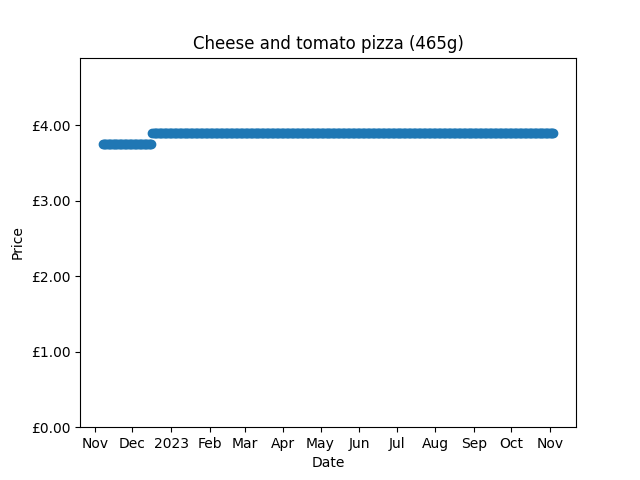 Cheese and tomato pizza (465g)
£4.00
£3.00
£2.00
£1.00
£0.00
Price
Nov Dec 2023 Feb Mar Apr May Jun Jul Aug Sep Oct Nov
Date